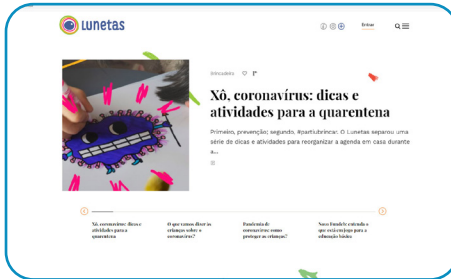 Lunetas
Entrar
Brincadeira
Xô, coronavírus: dicas e
atividades para a quarentena
Primeiro, prevenção; segundo, #partiubrincar. O Lunetas separou uma
série de dicas e atividades para reorganizar a agenda em casa durante
a...
Xô, coronavírus: dicas e
atividades para a
quarentena
O que vamos dizer às
crianças sobre o
coronavírus?
Pandemia de
coronavírus: como
proteger as crianças?
Novo Fundeb: entenda o
que está em jogo para a
educação básica